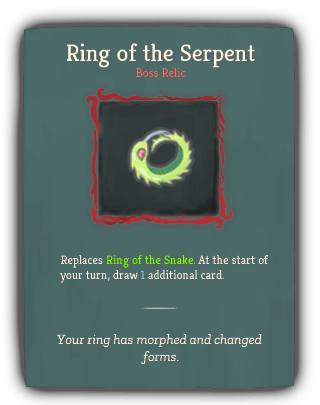 Ring of the Serpent
Boss Relic
Replaces Ring of the Snake. At the start of
your turn, draw 1 additional card.
Your ring has morphed and changed
forms.